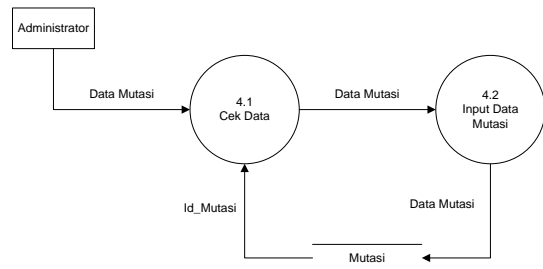 Administrator
Data Mutasi
4.1
Cek Data
Data Mutasi
4.2
Input Data
Mutasi
Id_Mutasi
Data Mutasi
Mutasi